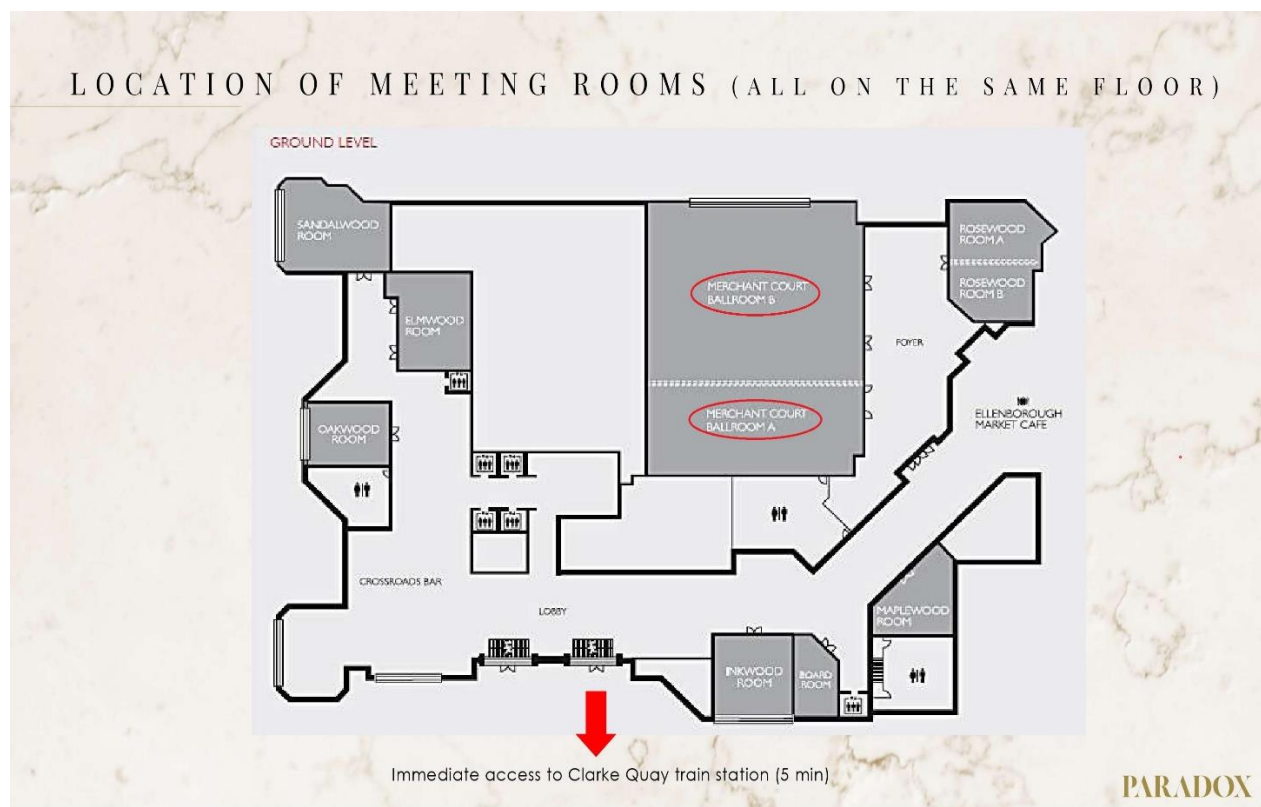 LOCATION OF MEETING ROOMS (ALL ON THE SAME FLOOR)
GROUND LEVEL
SANDALWOOD
ROOM
ELMWOOD
ROOM
OAKWOOD
ROOM
MERCHANT COURT
BALLROOM B
MERCHANT COURT
BALLROOM A
ROSEWOOD
ROOM A
ROSEWOOD
ROOM B
FOYER
ELLENBOROUGH
MARKET CAFE
CROSSROADS BAR
LOBBY
MAPLEWOOD
ROOM
INKWOOD
ROOM
BOARD
ROOM
Immediate access to Clarke Quay train station (5 min)
PARADOX